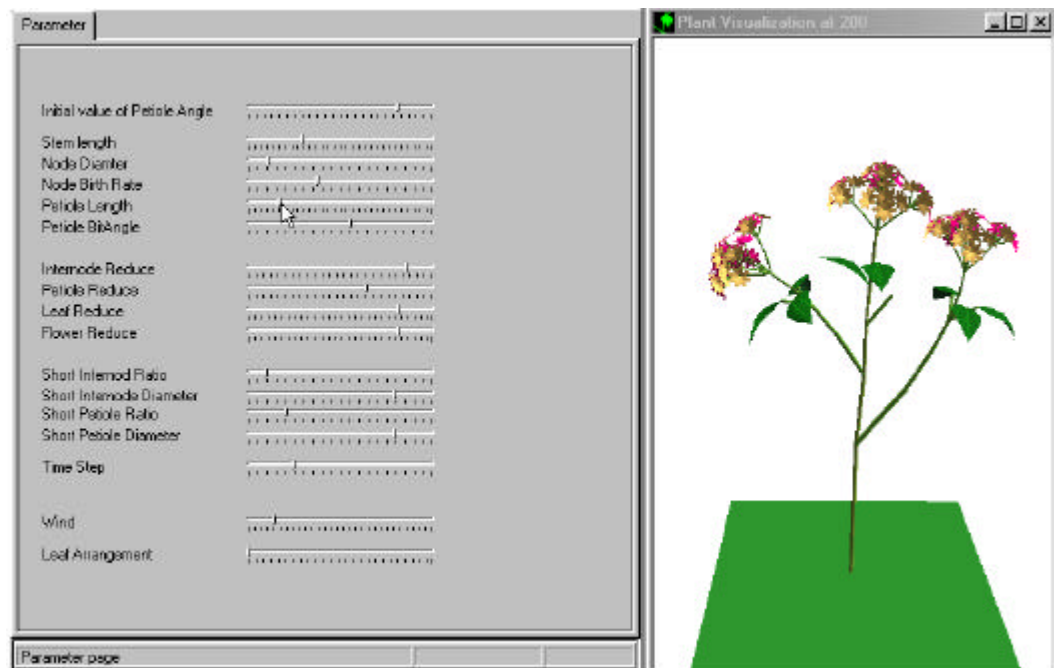 Parameter
Plant Visualization at 200
Initial value of Petiole Angle
Stem length
Node Diamter
Node Birth Rate
Petiole Length
Petiole BitAngle
Internode Reduce
Petiole Reduce
Leaf Reduce
Flower Reduce
Short Internod Ratio
Short Internode Diameter
Short Petiole Ratio
Short Petiole Diameter
Time Step
Wind
Leaf Arrangement
Parameter page